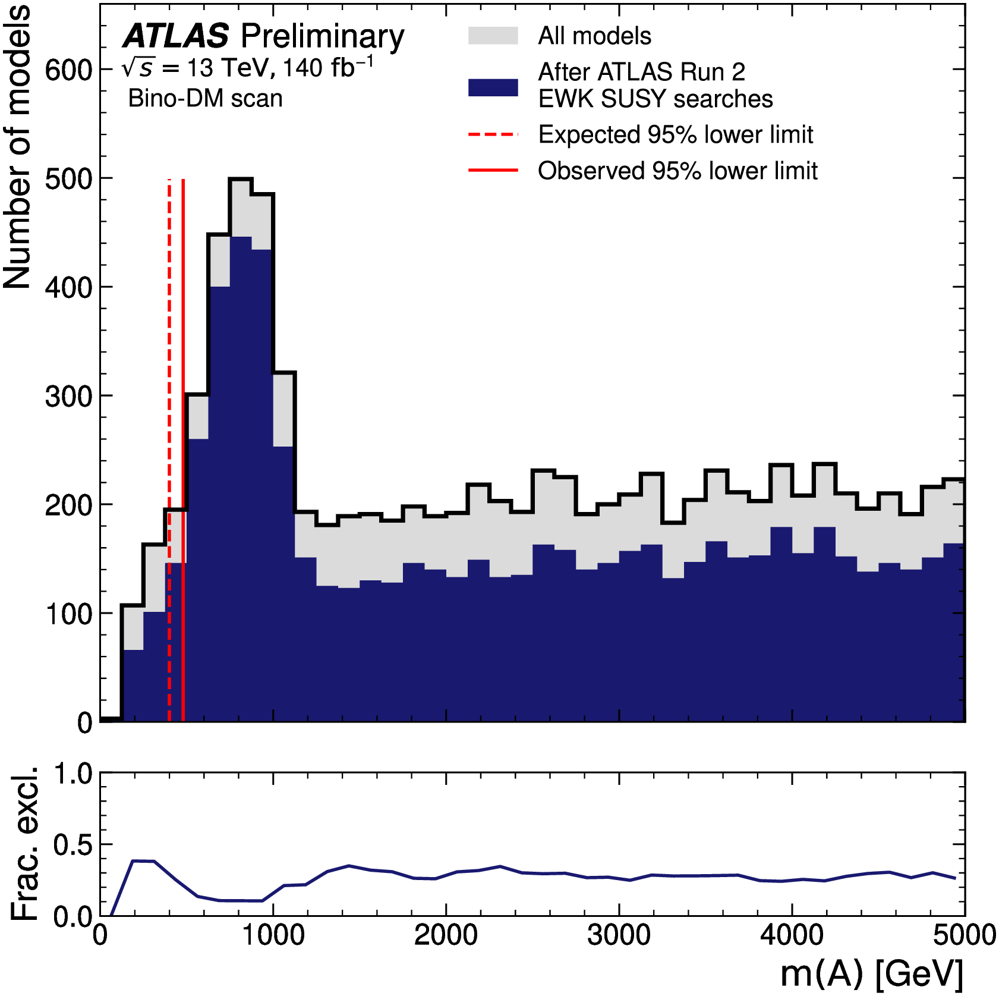 ATLAS Preliminary
√s = 13 TeV, 140 fb⁻¹
Bino-DM scan
All models
After ATLAS Run 2
EWK SUSY searches
Expected 95% lower limit
Observed 95% lower limit
Number of models
600
500
400
300
200
100
0
Frac. excl.
1.0
0.5
0.0
0 1000 2000 3000 4000 5000
m(A) [GeV]